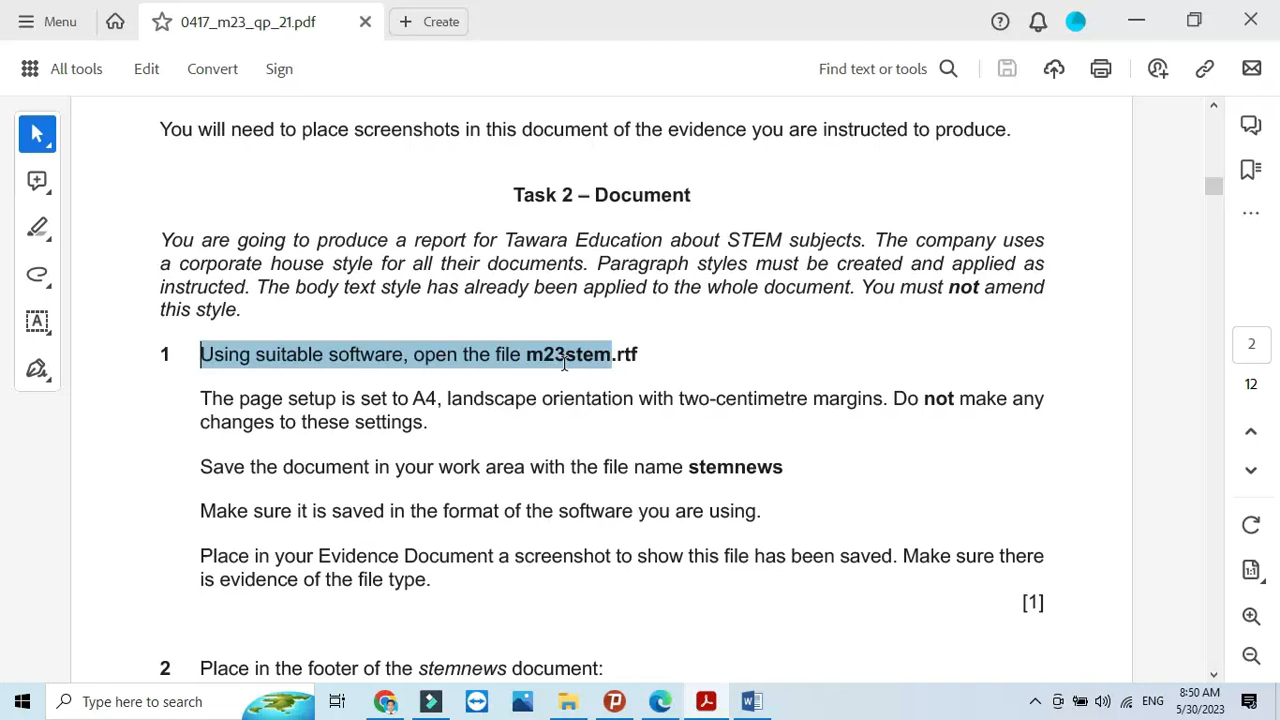 Menu
0417_m23_qp_21.pdf
Create
All tools
Edit
Convert
Sign
Find text or tools
You will need to place screenshots in this document of the evidence you are instructed to produce.
Task 2 – Document
You are going to produce a report for Tawara Education about STEM subjects. The company uses
a corporate house style for all their documents. Paragraph styles must be created and applied as
instructed. The body text style has already been applied to the whole document. You must not amend
this style.
1 Using suitable software, open the file m23stem.rtf
The page setup is set to A4, landscape orientation with two-centimetre margins. Do not make any
changes to these settings.
Save the document in your work area with the file name stemnews
Make sure it is saved in the format of the software you are using.
Place in your Evidence Document a screenshot to show this file has been saved. Make sure there
is evidence of the file type.
[1]
2 Place in the footer of the stemnews document:
2
12
1:1
Type here to search
ENG
8:50 AM
5/30/2023